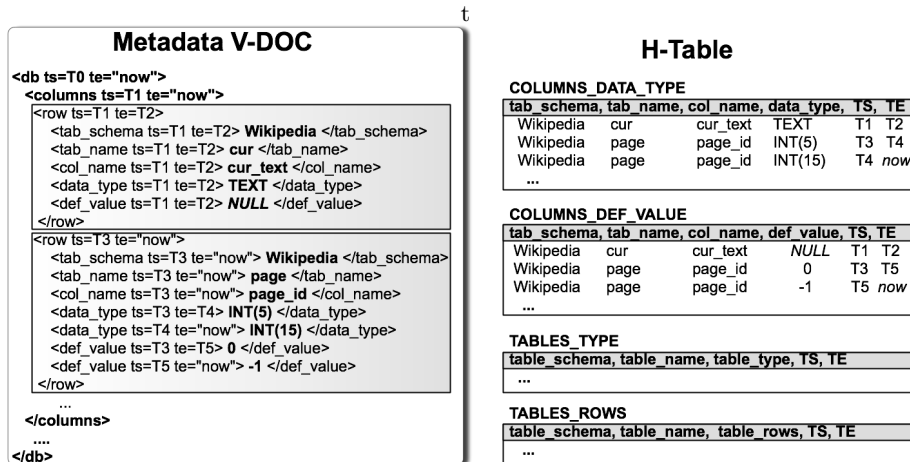 t
Metadata V-DOC
<db ts=T0 te="now">
<columns ts=T1 te="now">
<row ts=T1 te=T2>
<tab_schema ts=T1 te=T2> Wikipedia </tab_schema>
<tab_name ts=T1 te=T2> cur </tab_name>
<col_name ts=T1 te=T2> cur_text </col_name>
<data_type ts=T1 te=T2> TEXT </data_type>
<def_value ts=T1 te=T2> NULL </def_value>
</row>
<row ts=T3 te="now">
<tab_schema ts=T3 te="now"> Wikipedia </tab_schema>
<tab_name ts=T3 te="now"> page </tab_name>
<col_name ts=T3 te="now"> page_id </col_name>
<data_type ts=T3 te=T4> INT(5) </data_type>
<data_type ts=T4 te="now"> INT(15) </data_type>
<def_value ts=T3 te=T5> 0 </def_value>
<def_value ts=T5 te="now"> -1 </def_value>
</row>
...
</columns>
....
</db>
H-Table
COLUMNS_DATA_TYPE
tab_schema, tab_name, col_name, data_type, TS, TE
Wikipedia cur cur_text TEXT T1 T2
Wikipedia page page_id INT(5) T3 T4
Wikipedia page page_id INT(15) T4 now
...
COLUMNS_DEF_VALUE
tab_schema, tab_name, col_name, def_value, TS, TE
Wikipedia cur cur_text NULL T1 T2
Wikipedia page page_id 0 T3 T5
Wikipedia page page_id -1 T5 now
...
TABLES_TYPE
table_schema, table_name, table_type, TS, TE
...
TABLES_ROWS
table_schema, table_name, table_rows, TS, TE
...